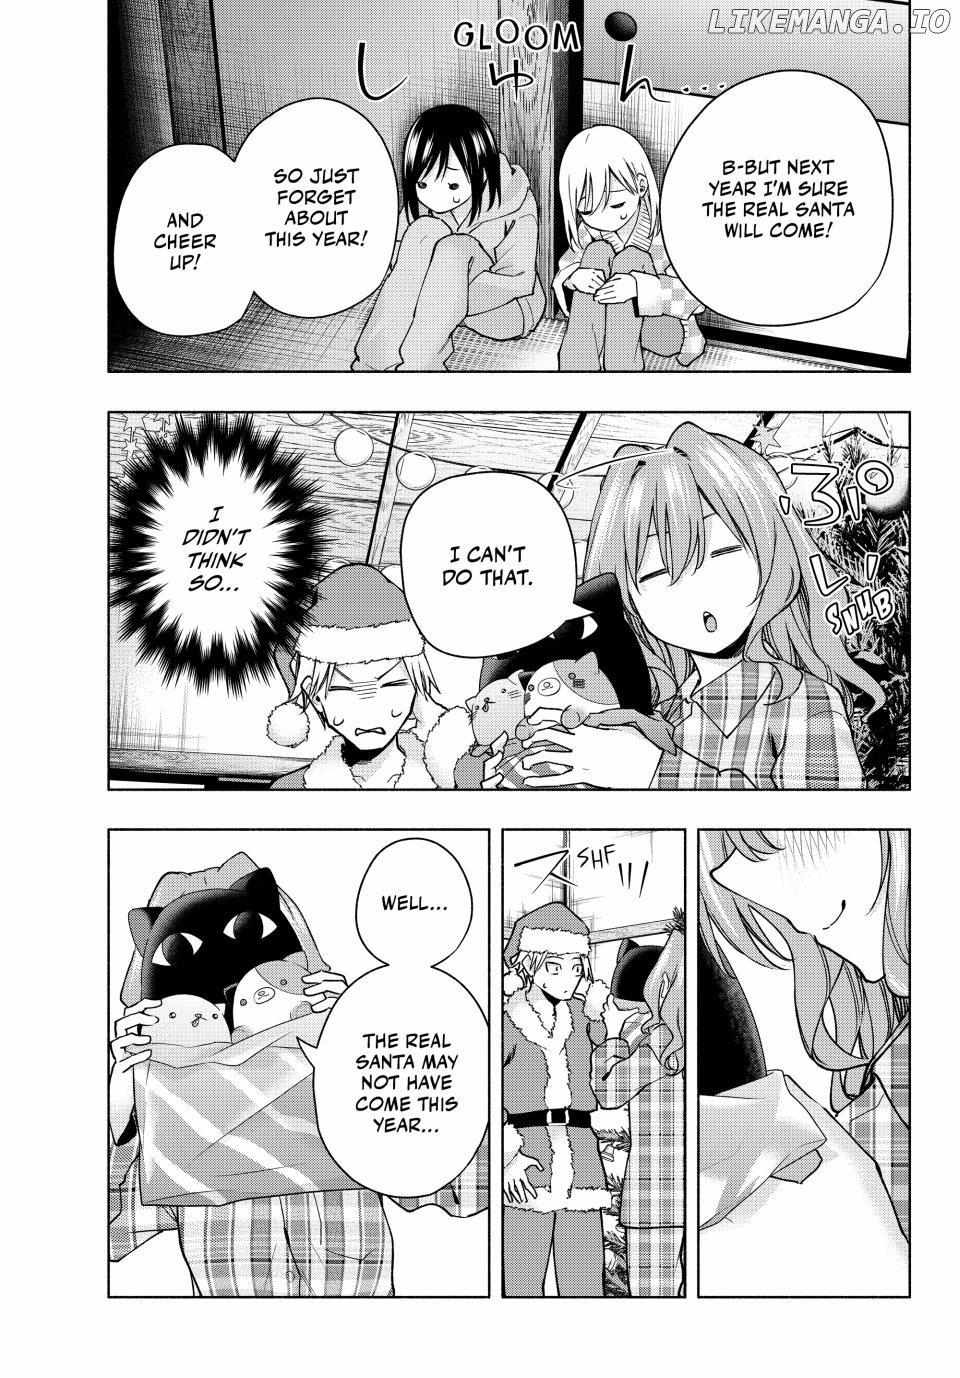 LIKEMANGA.IO
GLOOM
しゅん……
B-BUT NEXT
YEAR I'M SURE
THE REAL SANTA
WILL COME!
SO JUST
FORGET
ABOUT
THIS YEAR!
AND
CHEER
UP!
ぷいっ
SNUB
I CAN'T
DO THAT.
I
DIDN'T
THINK
SO...
SHF
WELL...
THE REAL
SANTA MAY
NOT HAVE
COME THIS
YEAR...